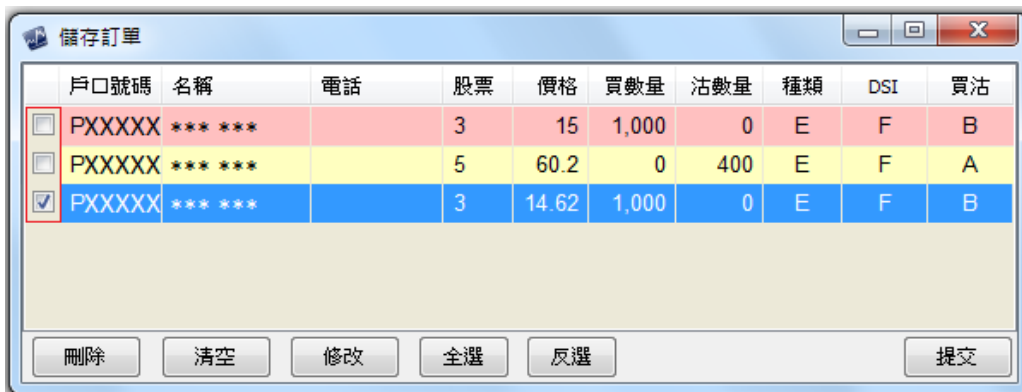 儲存訂單
戶口號碼 名稱 電話 股票 價格 買數量 沽數量 種類 DSI 買沽
PXXXXX *** *** 3 15 1,000 0 E F B
PXXXXX *** *** 5 60.2 0 400 E F A
PXXXXX *** *** 3 14.62 1,000 0 E F B
刪除 清空 修改 全選 反選 提交